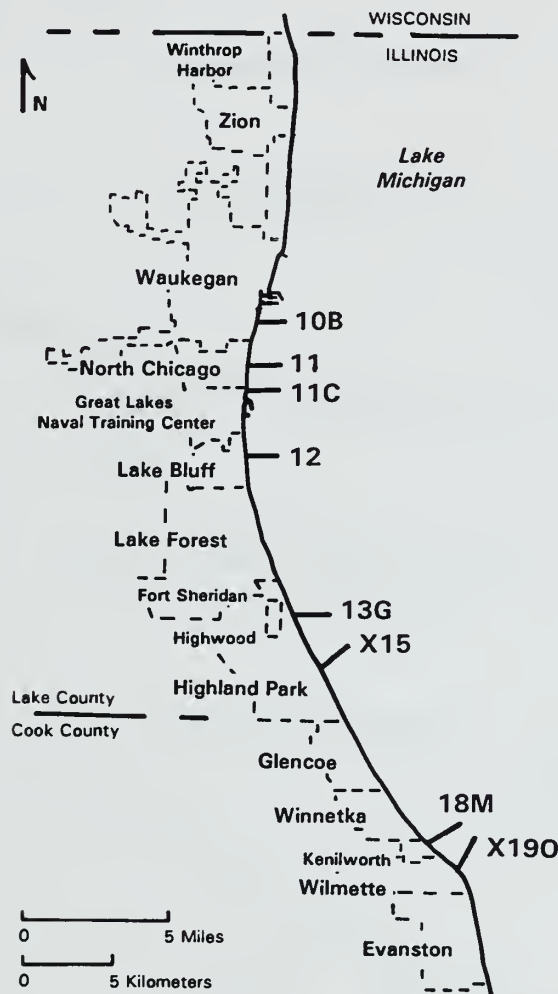 WISCONSIN
ILLINOIS
Winthrop
Harbor
N
Zion
Lake
Michigan
Waukegan
10B
11
North Chicago
11C
Great Lakes
Naval Training Center
12
Lake Bluff
Lake Forest
Fort Sheridan
13G
Highwood
X15
Highland Park
Lake County
Cook County
Glencoe
18M
Winnetka
X190
Kenilworth
Wilmette
0 5 Miles
Evanston
0 5 Kilometers